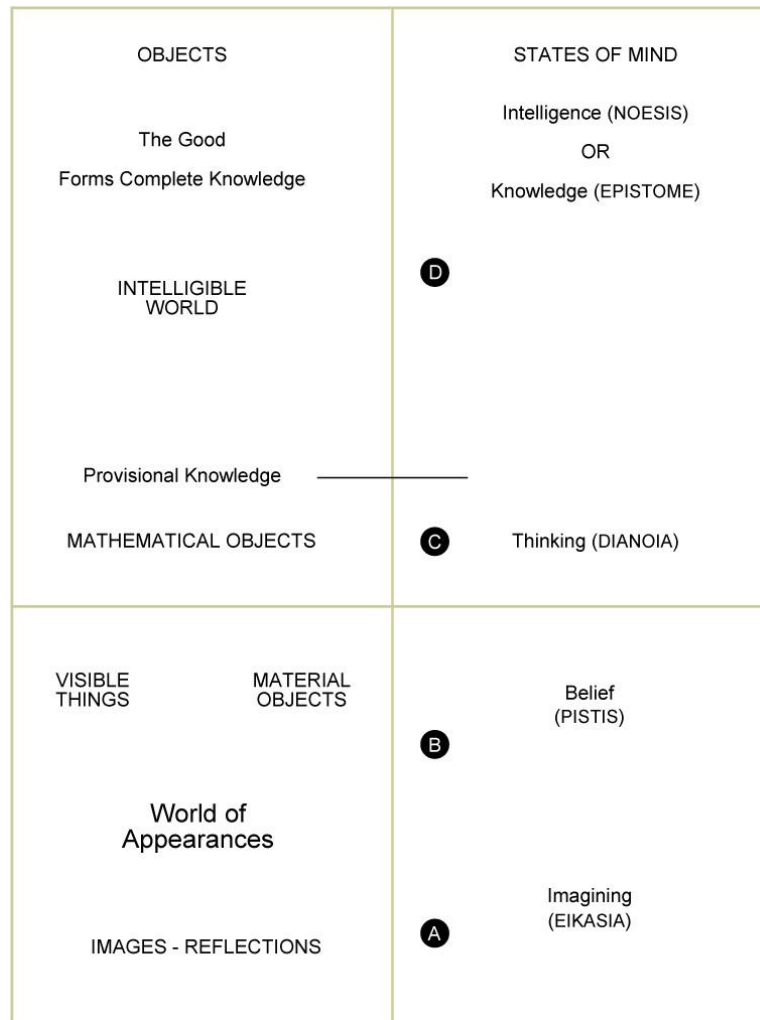 OBJECTS
STATES OF MIND
The Good
Forms Complete Knowledge
Intelligence (NOESIS)
OR
Knowledge (EPISTOME)
INTELLIGIBLE
WORLD
D
Provisional Knowledge
MATHEMATICAL OBJECTS
C
Thinking (DIANOIA)
VISIBLE
THINGS
MATERIAL
OBJECTS
Belief
(PISTIS)
B
World of
Appearances
Imagining
(EIKASIA)
IMAGES - REFLECTIONS
A